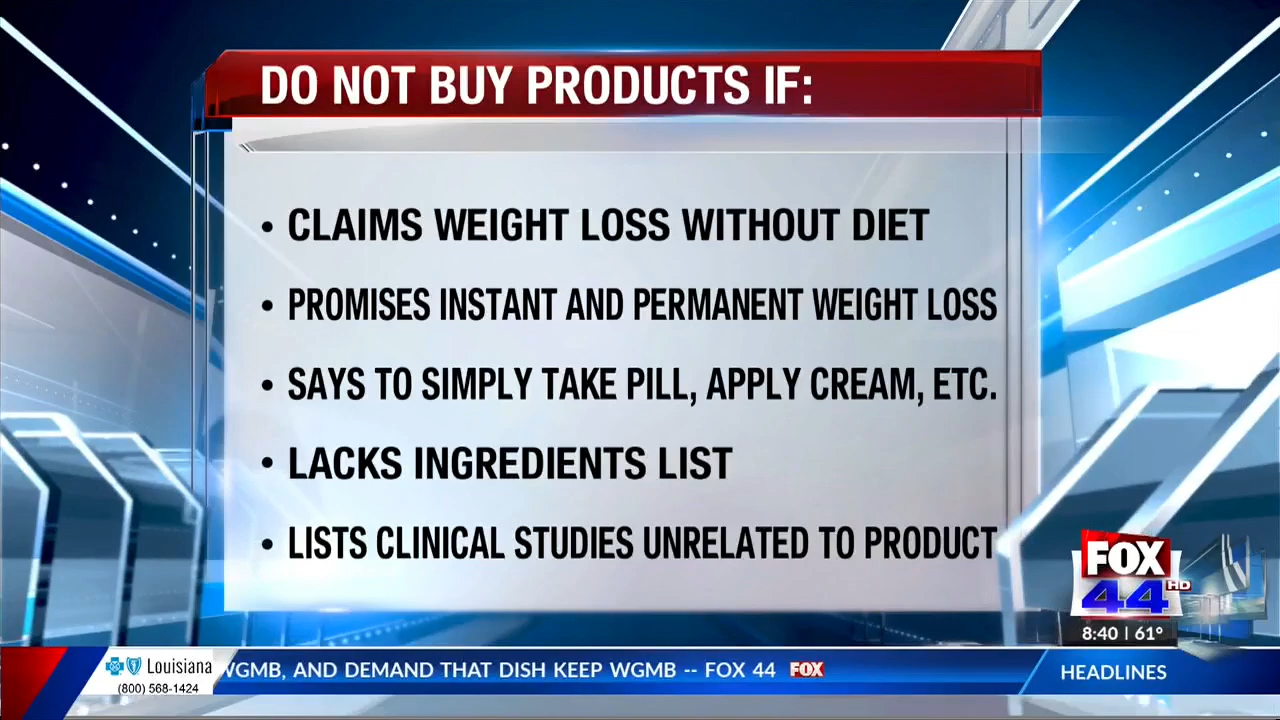 DO NOT BUY PRODUCTS IF:
• CLAIMS WEIGHT LOSS WITHOUT DIET
• PROMISES INSTANT AND PERMANENT WEIGHT LOSS
• SAYS TO SIMPLY TAKE PILL, APPLY CREAM, ETC.
• LACKS INGREDIENTS LIST
• LISTS CLINICAL STUDIES UNRELATED TO PRODUCT
FOX
44 HD
8:40 | 61°
Louisiana
(800) 568-1424
WGMB, AND DEMAND THAT DISH KEEP WGMB -- FOX 44 FOX
HEADLINES